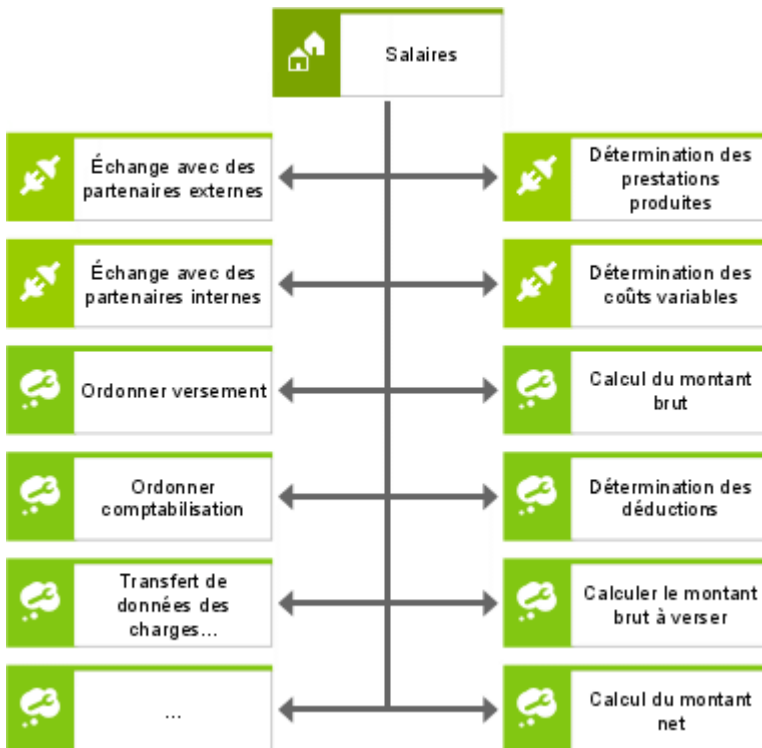 Salaires
Échange avec des
partenaires externes
Détermination des
prestations
produites
Échange avec des
partenaires internes
Détermination des
coûts variables
Ordonner versement
Calcul du montant
brut
Ordonner
comptabilisation
Détermination des
déductions
Transfert de
données des
charges...
Calculer le montant
brut à verser
...
Calcul du montant
net